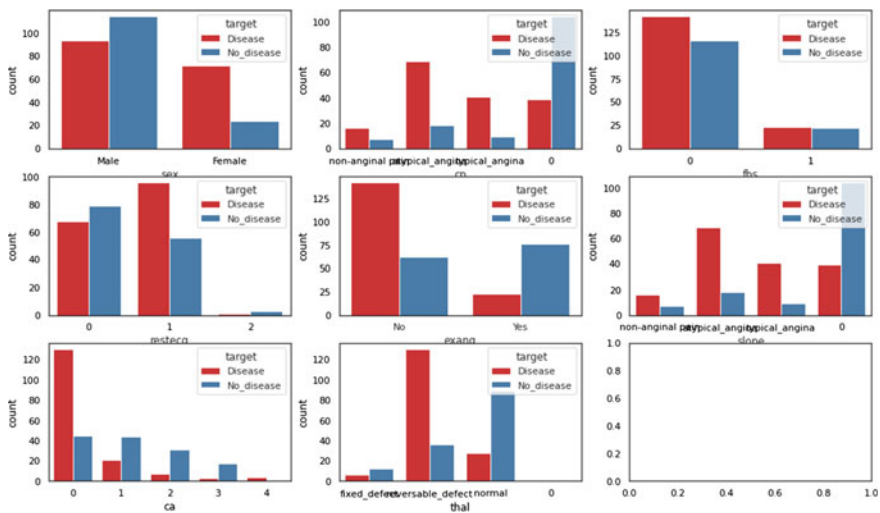 target
Disease
No_disease
count
100
80
60
40
20
0
Male
Female
sex
target
Disease
No_disease
count
100
80
60
40
20
0
non-anginal pain
atypical_angina
typical_angina
0
cp
target
Disease
No_disease
count
150
125
100
75
50
25
0
0
1
fbs
target
Disease
No_disease
count
100
80
60
40
20
0
0
1
2
restecg
target
Disease
No_disease
count
150
125
100
75
50
25
0
No
Yes
exang
target
Disease
No_disease
count
100
80
60
40
20
0
non-anginal pain
atypical_angina
typical_angina
0
slope
target
Disease
No_disease
count
120
100
80
60
40
20
0
0
1
2
3
4
ca
target
Disease
No_disease
count
120
100
80
60
40
20
0
fixed_defect
reversable_defect
normal
0
thal
1.0
0.8
0.6
0.4
0.2
0.0
0.0
0.2
0.4
0.6
0.8
1.0